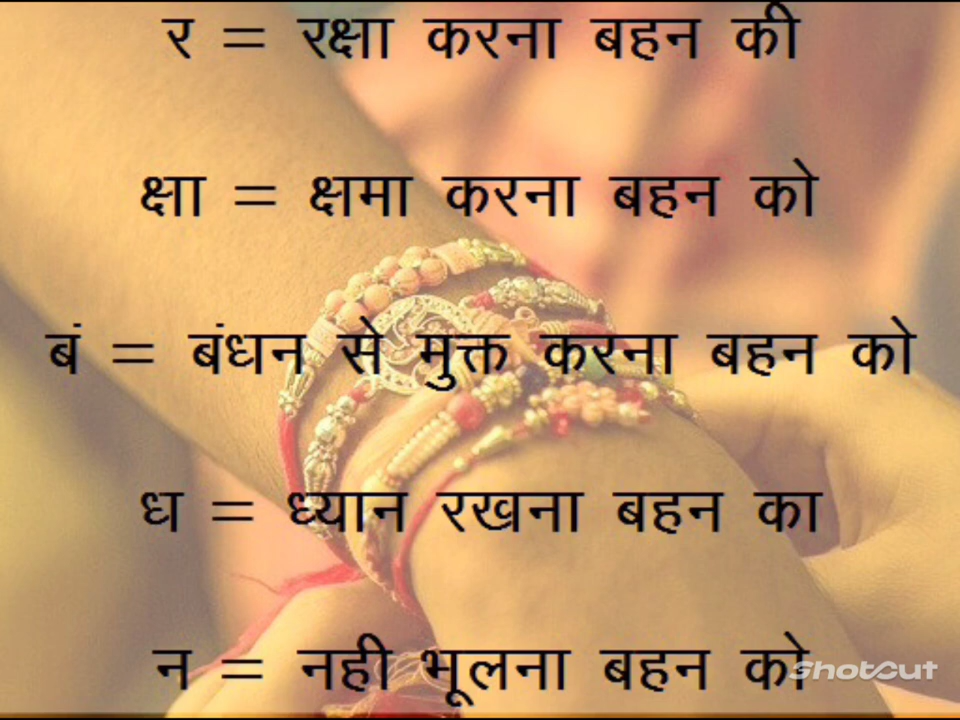 र = रक्षा करना बहन की
क्षा = क्षमा करना बहन को
बं = बंधन से मुक्त करना बहन को
ध = ध्यान रखना बहन का
न = नही भूलना बहन को
Shotcut